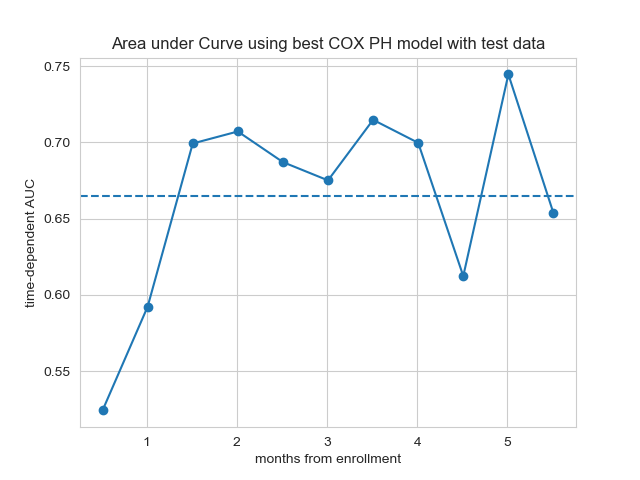 Area under Curve using best COX PH model with test data
time-dependent AUC
0.75
0.70
0.65
0.60
0.55
1 2 3 4 5
months from enrollment